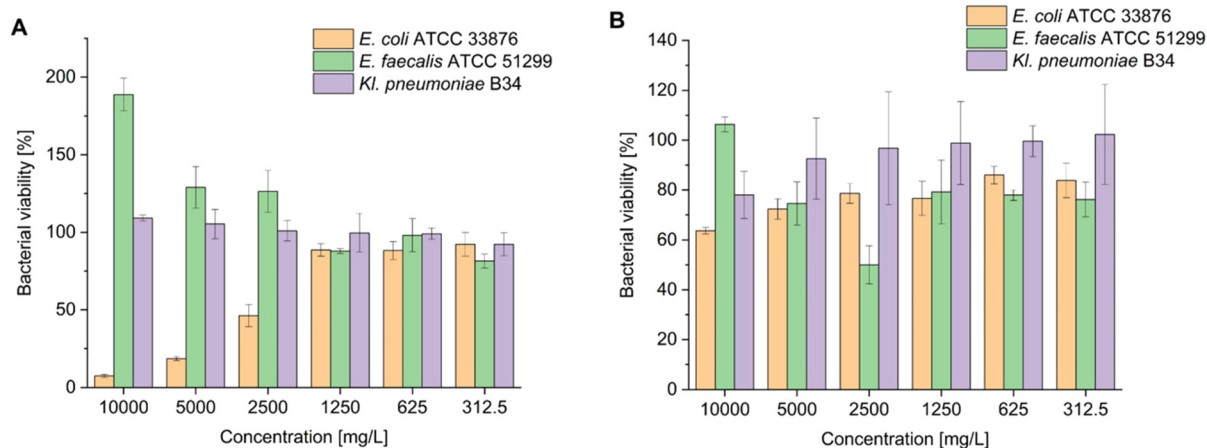 A
E. coli ATCC 33876
E. faecalis ATCC 51299
Kl. pneumoniae B34
Bacterial viability [%]
200
150
100
50
0
10000 5000 2500 1250 625 312.5
Concentration [mg/L]
B
E. coli ATCC 33876
E. faecalis ATCC 51299
Kl. pneumoniae B34
Bacterial viability [%]
140
120
100
80
60
40
20
0
10000 5000 2500 1250 625 312.5
Concentration [mg/L]